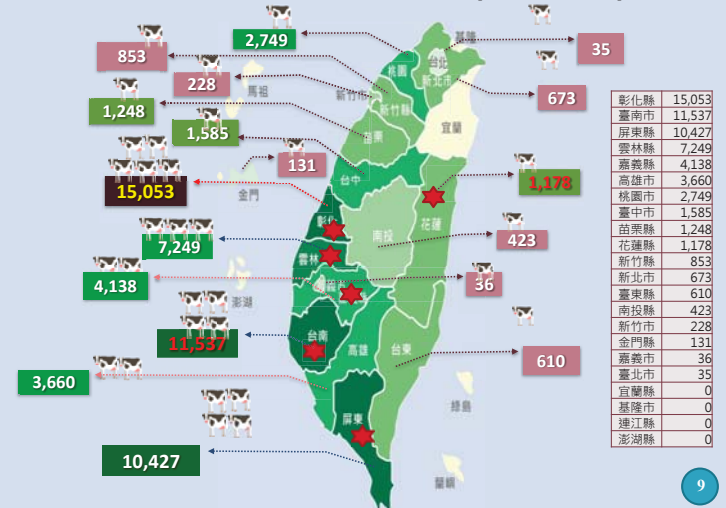 2,749
35
853
基隆
台北
桃園
新北市
228
馬祖
新竹市
673
1,248
新竹縣
宜蘭
苗栗
1,585
131
台中
1,178
15,053
金門
彰化
花蓮
南投
423
7,249
雲林
36
4,138
澎湖
11,537
台南
高雄
台東
610
3,660
綠島
屏東
10,427
蘭嶼
彰化縣 15,053
臺南市 11,537
屏東縣 10,427
雲林縣 7,249
嘉義縣 4,138
高雄市 3,660
桃園市 2,749
臺中市 1,585
苗栗縣 1,248
花蓮縣 1,178
新竹縣 853
新北市 673
臺東縣 610
南投縣 423
新竹市 228
金門縣 131
嘉義市 36
臺北市 35
宜蘭縣 0
基隆市 0
連江縣 0
澎湖縣 0
9